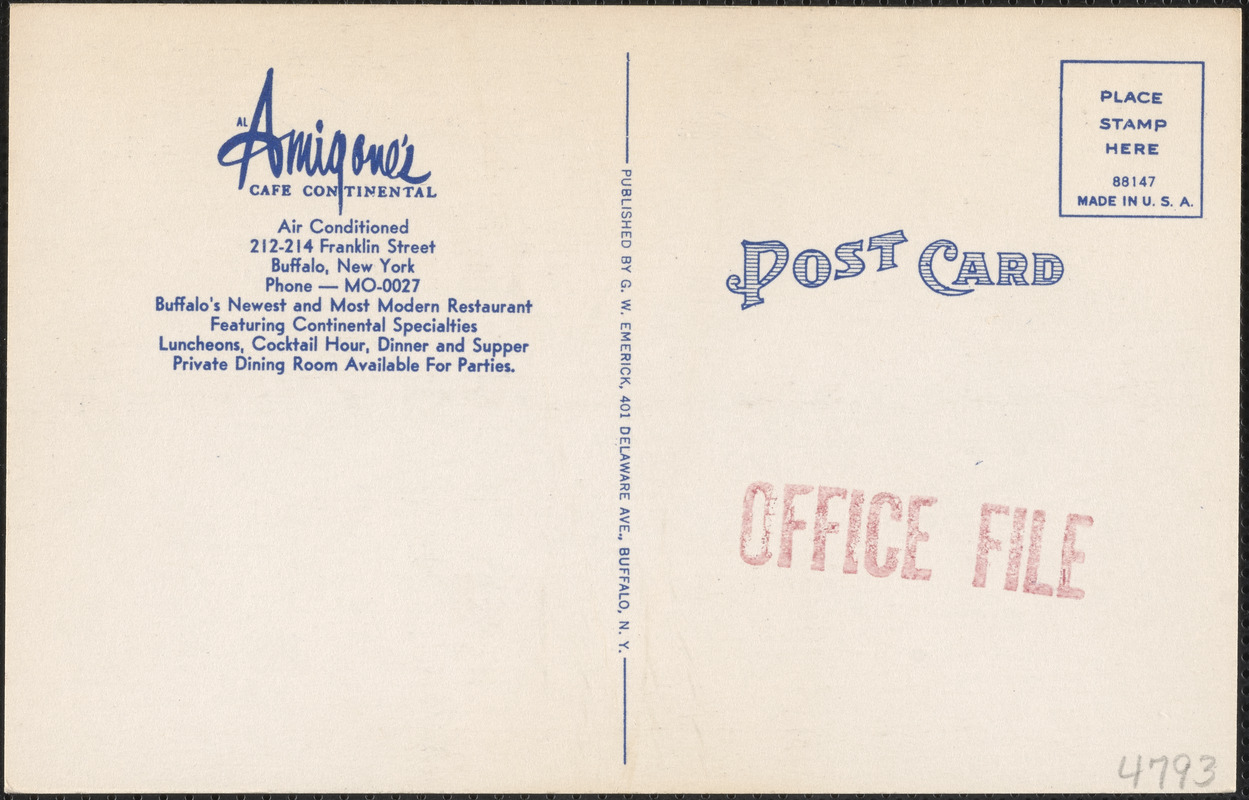 AL
Amigone's
CAFE CONTINENTAL
Air Conditioned
212-214 Franklin Street
Buffalo, New York
Phone — MO-0027
Buffalo's Newest and Most Modern Restaurant
Featuring Continental Specialties
Luncheons, Cocktail Hour, Dinner and Supper
Private Dining Room Available For Parties.
PUBLISHED BY G. W. EMERICK, 401 DELAWARE AVE., BUFFALO, N. Y.
PLACE
STAMP
HERE
88147
MADE IN U. S. A.
POST CARD
OFFICE FILE
4793